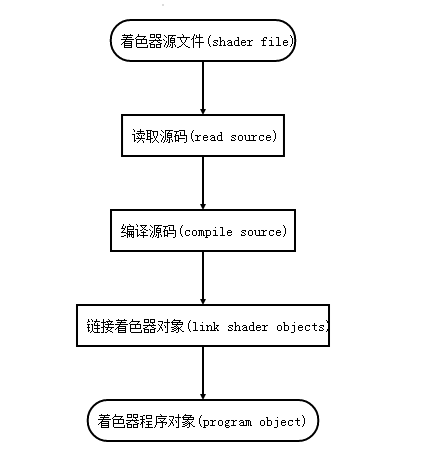 着色器源文件(shader file)
读取源码(read source)
编译源码(compile source)
链接着色器对象(link shader objects)
着色器程序对象(program object)